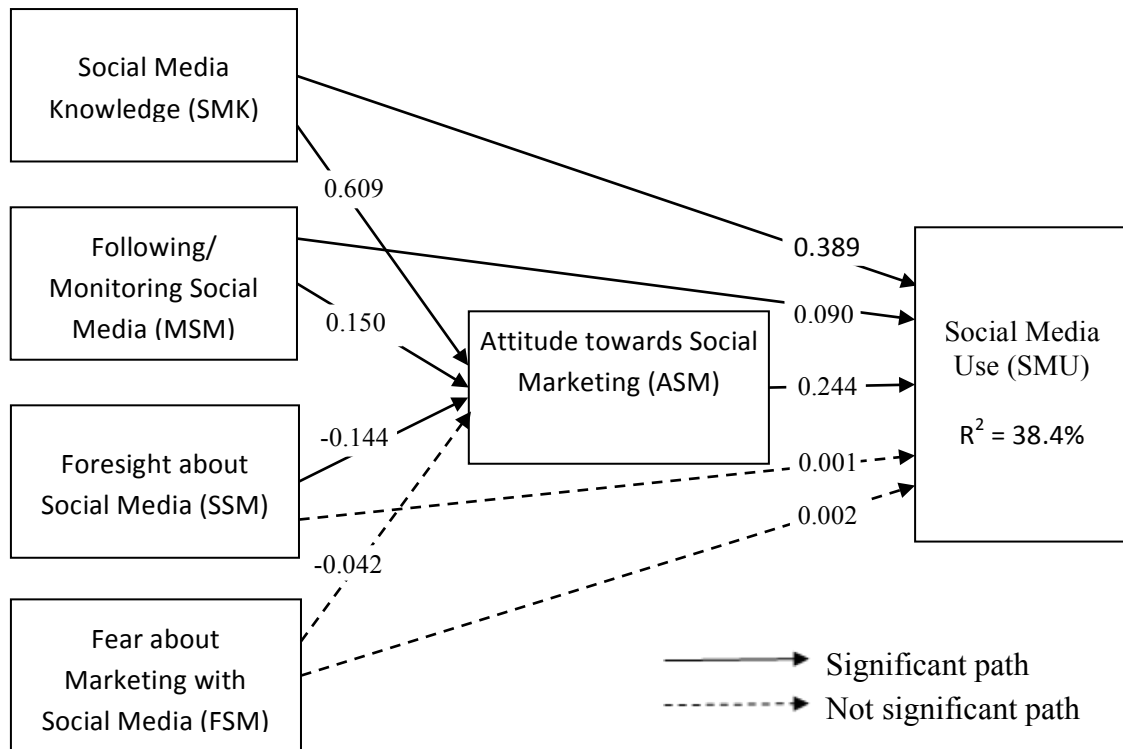 Social Media
Knowledge (SMK)
0.609
0.389
Following/
Monitoring Social
Media (MSM)
0.150
0.090
Attitude towards Social
Marketing (ASM)
0.244
Social Media
Use (SMU)
R² = 38.4%
-0.144
Foresight about
Social Media (SSM)
0.001
0.002
-0.042
Fear about
Marketing with
Social Media (FSM)
Significant path
Not significant path